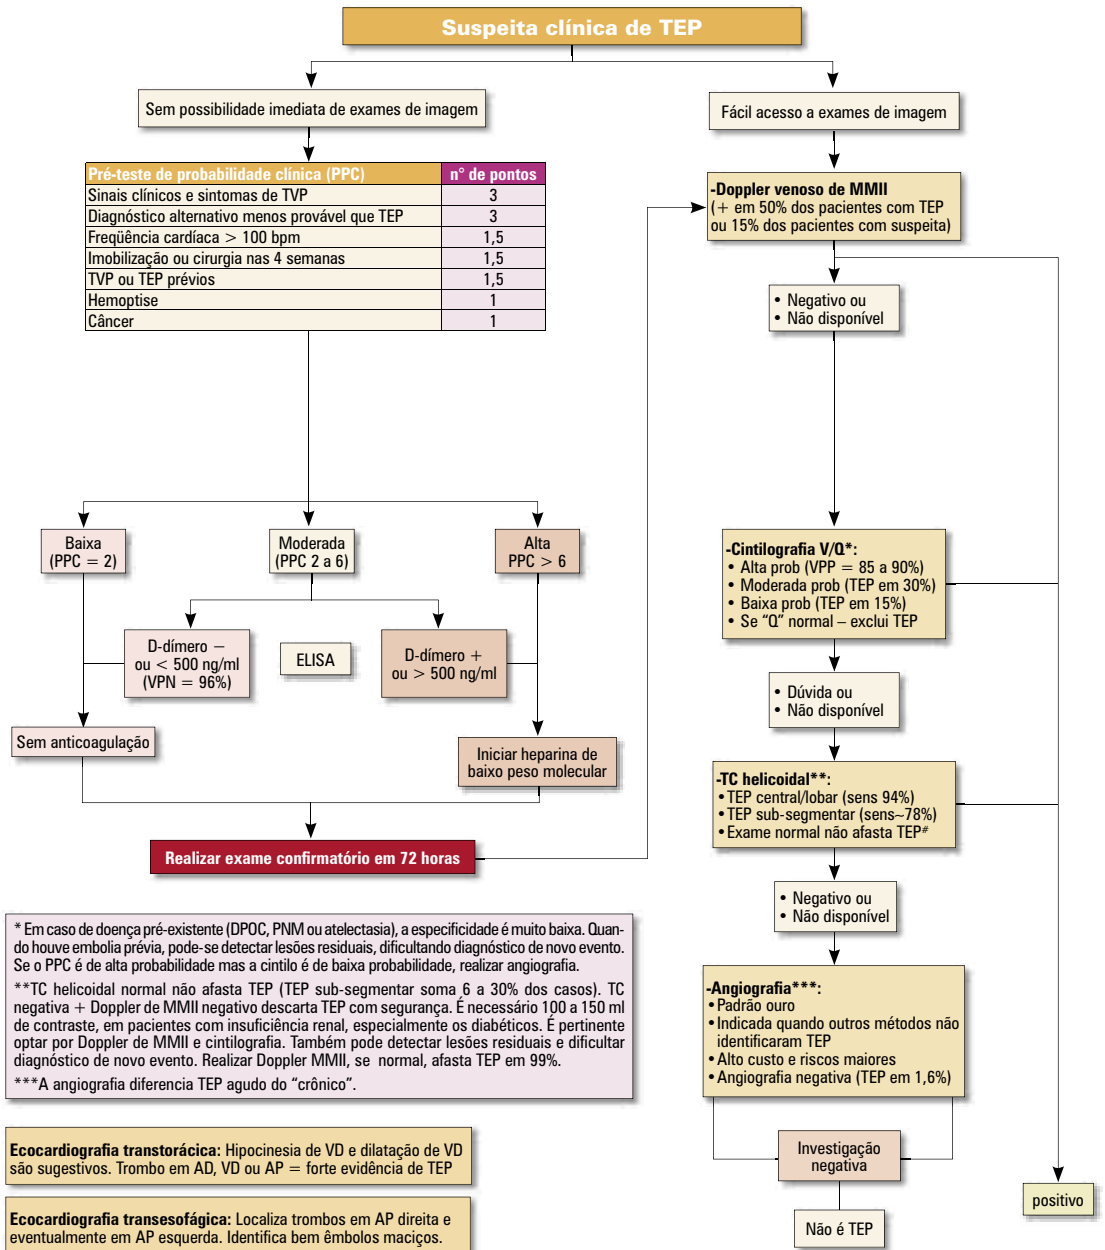 Suspeita clínica de TEP
Sem possibilidade imediata de exames de imagem
Fácil acesso a exames de imagem
Pré-teste de probabilidade clínica (PPC) n° de pontos
Sinais clínicos e sintomas de TVP 3
Diagnóstico alternativo menos provável que TEP 3
Freqüência cardíaca > 100 bpm 1,5
Imobilização ou cirurgia nas 4 semanas 1,5
TVP ou TEP prévios 1,5
Hemoptise 1
Câncer 1
-Doppler venoso de MMII
(+ em 50% dos pacientes com TEP
ou 15% dos pacientes com suspeita)
• Negativo ou
• Não disponível
Baixa
(PPC = 2)
Moderada
(PPC 2 a 6)
Alta
PPC > 6
D-dímero −
ou < 500 ng/ml
(VPN = 96%)
ELISA
D-dímero +
ou > 500 ng/ml
Sem anticoagulação
Iniciar heparina de
baixo peso molecular
Realizar exame confirmatório em 72 horas
-Cintilografia V/Q*:
• Alta prob (VPP = 85 a 90%)
• Moderada prob (TEP em 30%)
• Baixa prob (TEP em 15%)
• Se “Q” normal – exclui TEP
• Dúvida ou
• Não disponível
-TC helicoidal**:
• TEP central/lobar (sens 94%)
• TEP sub-segmentar (sens~78%)
• Exame normal não afasta TEP#
• Negativo ou
• Não disponível
-Angiografia***:
• Padrão ouro
• Indicada quando outros métodos não
identificaram TEP
• Alto custo e riscos maiores
• Angiografia negativa (TEP em 1,6%)
Investigação
negativa
Não é TEP
positivo
* Em caso de doença pré-existente (DPOC, PNM ou atelectasia), a especificidade é muito baixa. Quan-
do houve embolia prévia, pode-se detectar lesões residuais, dificultando diagnóstico de novo evento.
Se o PPC é de alta probabilidade mas a cintilo é de baixa probabilidade, realizar angiografia.
**TC helicoidal normal não afasta TEP (TEP sub-segmentar soma 6 a 30% dos casos). TC
negativa + Doppler de MMII negativo descarta TEP com segurança. É necessário 100 a 150 ml
de contraste, em pacientes com insuficiência renal, especialmente os diabéticos. É pertinente
optar por Doppler de MMII e cintilografia. Também pode detectar lesões residuais e dificultar
diagnóstico de novo evento. Realizar Doppler MMII, se normal, afasta TEP em 99%.
***A angiografia diferencia TEP agudo do “crônico”.
Ecocardiografia transtorácica: Hipocinesia de VD e dilatação de VD
são sugestivos. Trombo em AD, VD ou AP = forte evidência de TEP
Ecocardiografia transesofágica: Localiza trombos em AP direita e
eventualmente em AP esquerda. Identifica bem êmbolos maciços.